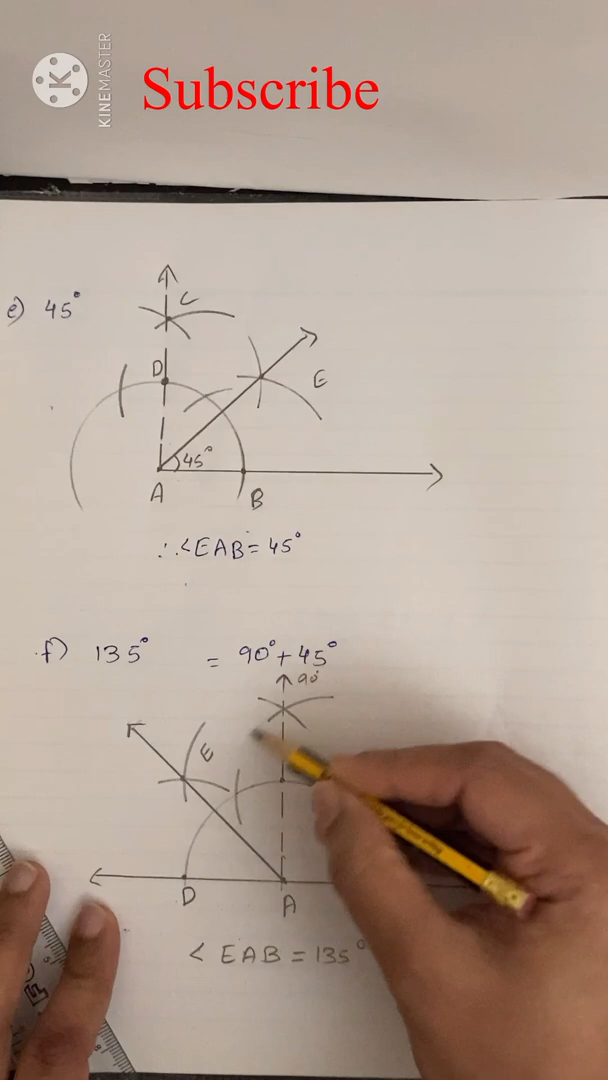 KINEMASTER
Subscribe
e) 45°
C
D
E
45°
A
B
∴ <EAB = 45°
f) 135° = 90° + 45°
90°
E
D
A
< EAB = 135°